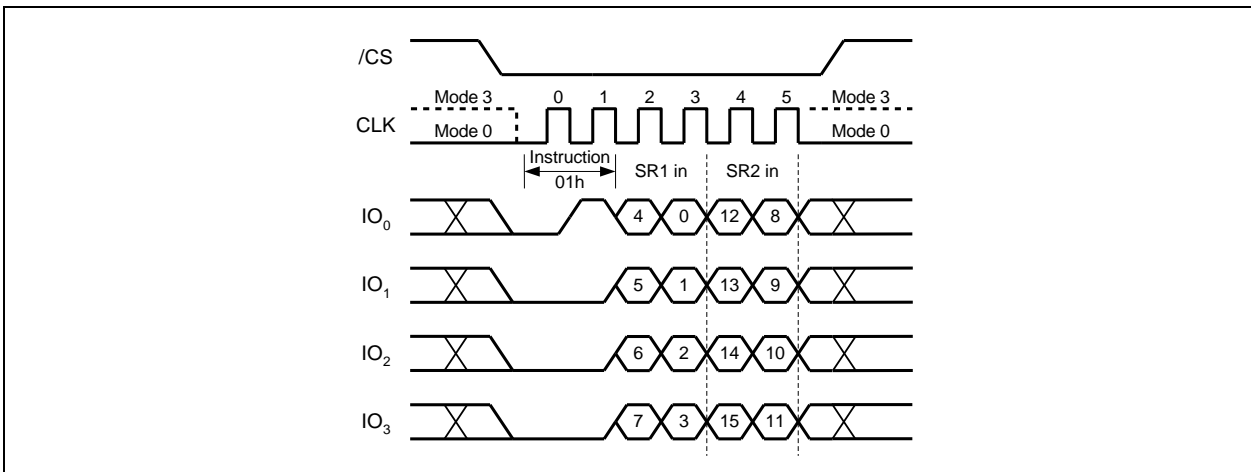 /CS
Mode 3 0 1 2 3 4 5 Mode 3
CLK Mode 0 Mode 0
Instruction SR1 in SR2 in
01h
IO0 4 0 12 8
IO1 5 1 13 9
IO2 6 2 14 10
IO3 7 3 15 11